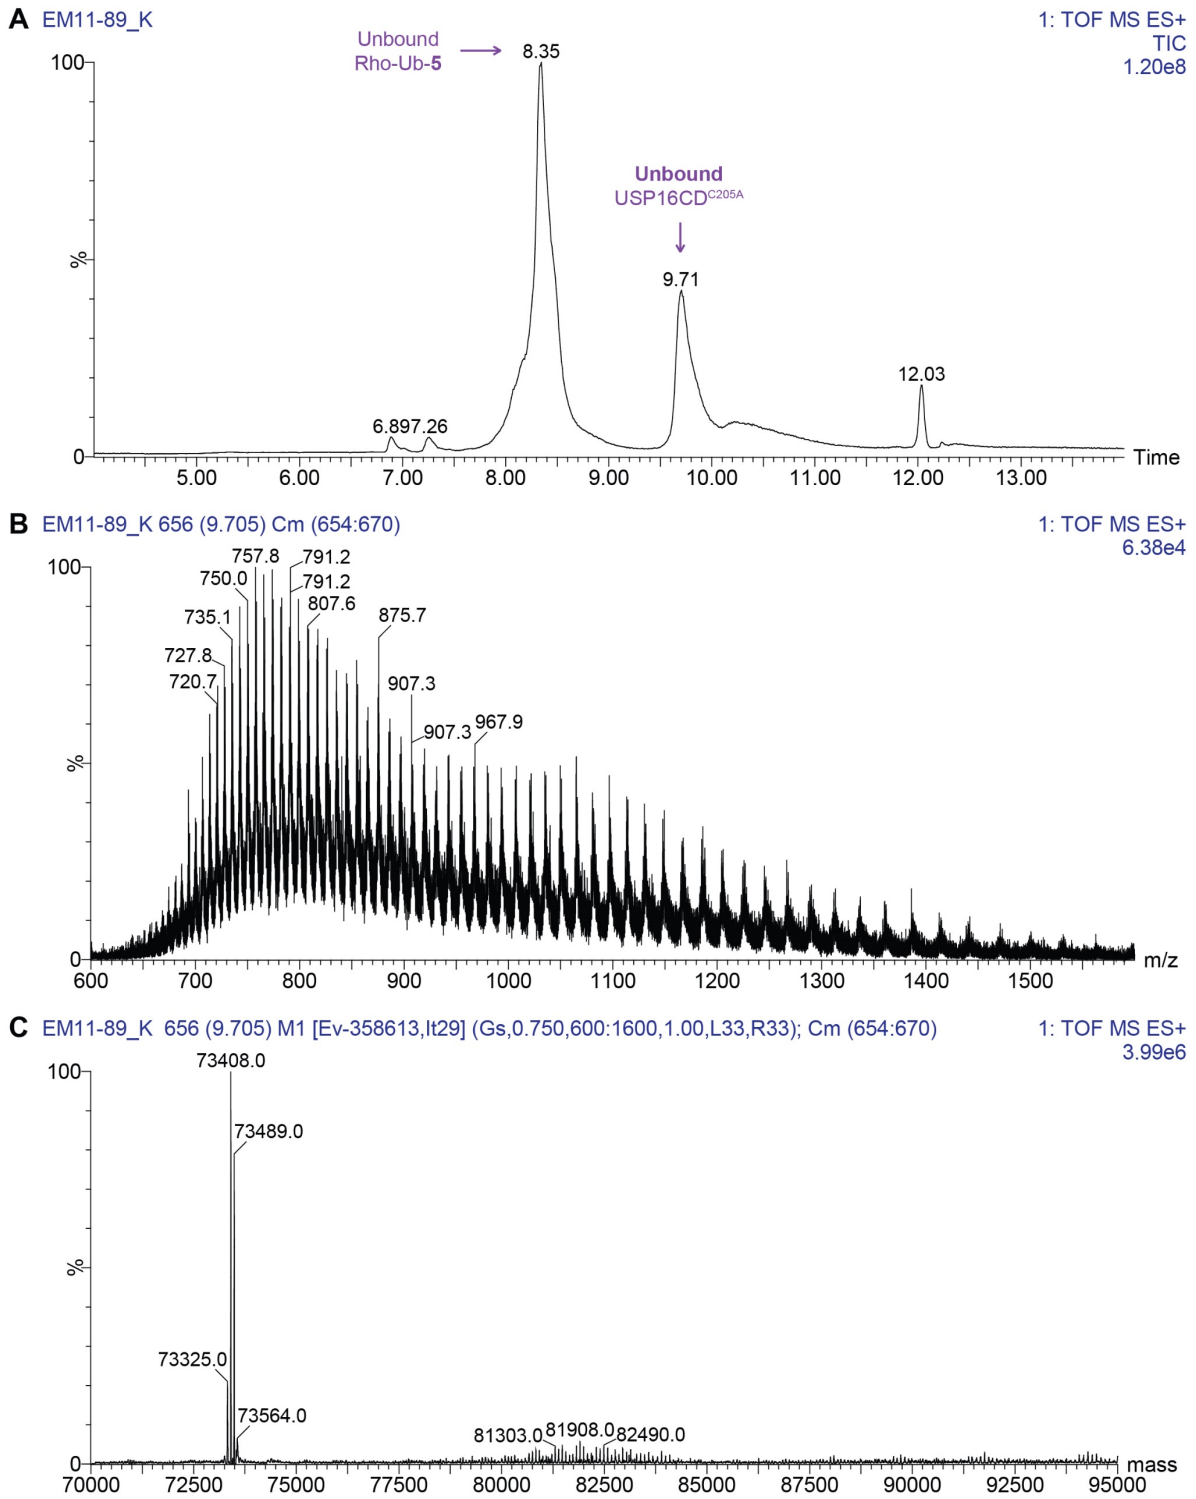 A EM11-89_K
1: TOF MS ES+
TIC
1.20e8
Unbound
Rho-Ub-5
8.35
100
Unbound
USP16CD^C205A
9.71
%
12.03
6.897.26
0
5.00 6.00 7.00 8.00 9.00 10.00 11.00 12.00 13.00
Time
B EM11-89_K 656 (9.705) Cm (654:670)
1: TOF MS ES+
6.38e4
100
757.8
791.2
750.0
791.2
735.1
807.6
875.7
727.8
720.7
907.3
907.3
967.9
%
0
600 700 800 900 1000 1100 1200 1300 1400 1500
m/z
C EM11-89_K 656 (9.705) M1 [Ev-358613,It29] (Gs,0.750,600:1600,1.00,L33,R33); Cm (654:670)
1: TOF MS ES+
3.99e6
73408.0
100
73489.0
%
73325.0
73564.0
81303.0 81908.0 82490.0
0
70000 72500 75000 77500 80000 82500 85000 87500 90000 92500 95000
mass